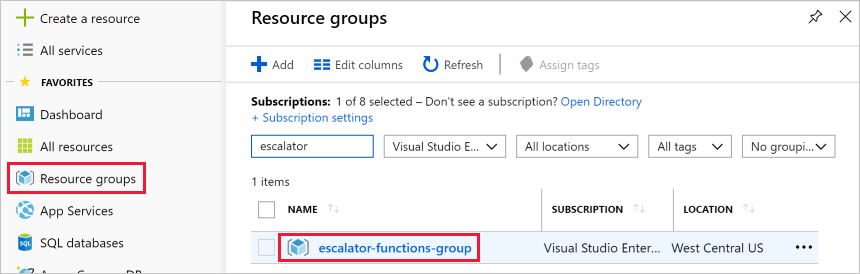 Create a resource
All services
FAVORITES
Dashboard
All resources
Resource groups
App Services
SQL databases
SQL
Resource groups
Add
Edit columns
Refresh
Assign tags
Subscriptions: 1 of 8 selected – Don't see a subscription? Open Directory
+ Subscription settings
escalator
Visual Studio E...
All locations
All tags
No groupi...
1 items
NAME
SUBSCRIPTION
LOCATION
escalator-functions-group
Visual Studio Enter...
West Central US